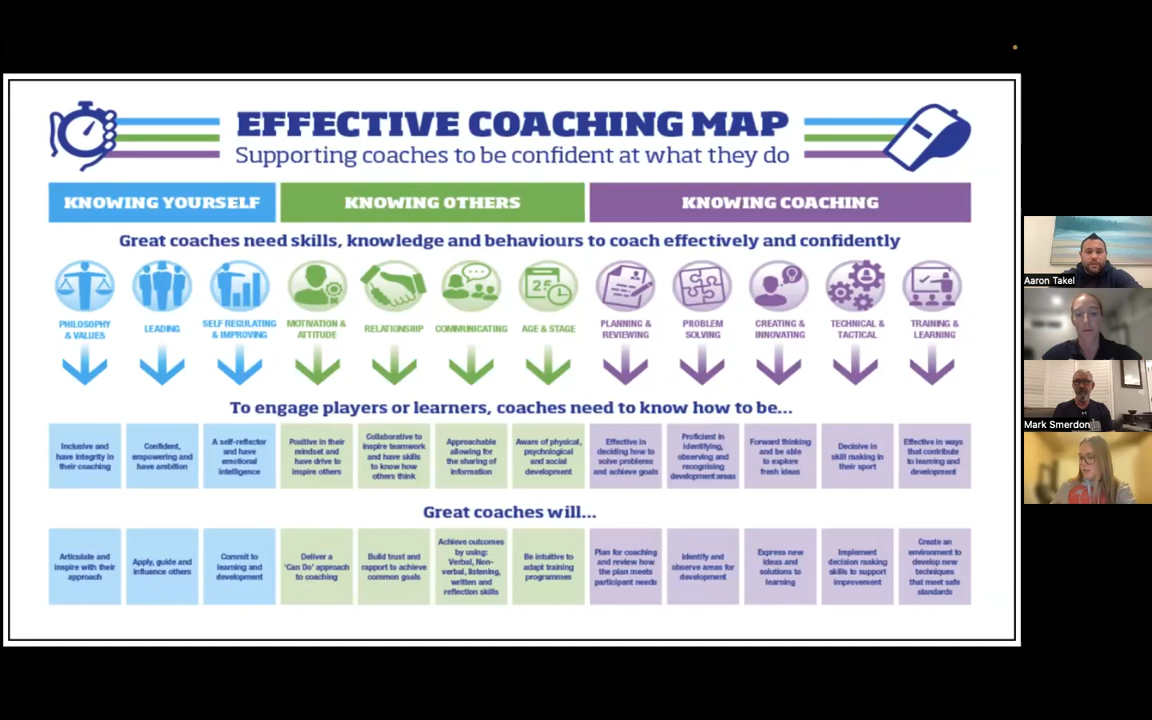 EFFECTIVE COACHING MAP
Supporting coaches to be confident at what they do
KNOWING YOURSELF
KNOWING OTHERS
KNOWING COACHING
Great coaches need skills, knowledge and behaviours to coach effectively and confidently
25
PHILOSOPHY
& VALUES
LEADING
SELF REGULATING
& IMPROVING
MOTIVATION &
ATTITUDE
RELATIONSHIP
COMMUNICATING
AGE & STAGE
PLANNING &
REVIEWING
PROBLEM
SOLVING
CREATING &
INNOVATING
TECHNICAL &
TACTICAL
TRAINING &
LEARNING
To engage players or learners, coaches need to know how to be...
Inclusive and
have integrity in
their coaching
Confident,
empowering and
have ambition
A self-reflector
and have
emotional
intelligence
Positive in their
mindset and
have drive to
inspire others
Collaborative to
inspire teamwork
and have skills
to know how
others think
Approachable
allowing for
the sharing of
information
Aware of physical,
psychological
and social
development
Effective in
deciding how to
solve problems
and achieve goals
Proficient in
identifying,
observing and
recognising
development areas
Forward thinking
and be able
to explore
fresh ideas
Decisive in
skill making in
their sport
Effective in ways
that contribute
to learning and
development
Great coaches will...
Articulate and
inspire with their
approach
Apply, guide and
influence others
Commit to
learning and
development
Deliver a
'Can Do' approach
to coaching
Build trust and
rapport to achieve
common goals
Achieve outcomes
by using:
Verbal, Non-
verbal, listening,
written and
reflection skills
Be intuitive to
adapt training
programmes
Plan for coaching
and review how
the plan meets
participant needs
Identify and
observe areas for
development
Express new
ideas and
solutions to
learning
Implement
decision making
skills to support
improvement
Create an
environment to
develop new
techniques
that meet safe
standards
Aaron Takel
Mark Smerdon